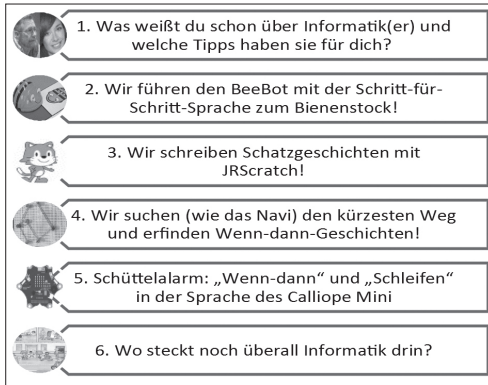 1. Was weißt du schon über Informatik(er) und
welche Tipps haben sie für dich?
2. Wir führen den BeeBot mit der Schritt-für-
Schritt-Sprache zum Bienenstock!
3. Wir schreiben Schatzgeschichten mit
JRScratch!
4. Wir suchen (wie das Navi) den kürzesten Weg
und erfinden Wenn-dann-Geschichten!
5. Schüttelalarm: „Wenn-dann“ und „Schleifen“
in der Sprache des Calliope Mini
6. Wo steckt noch überall Informatik drin?